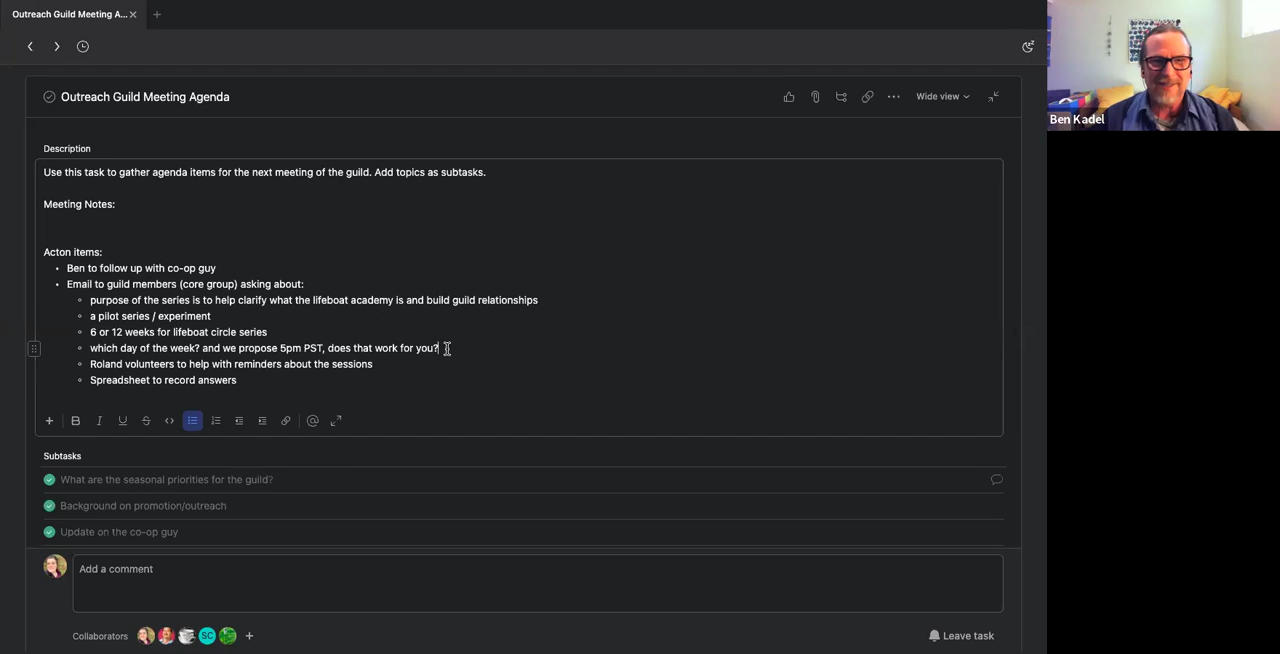 Outreach Guild Meeting A...
Ben Kadel
Outreach Guild Meeting Agenda
Wide view
Description
Use this task to gather agenda items for the next meeting of the guild. Add topics as subtasks.
Meeting Notes:
Acton items:
Ben to follow up with co-op guy
Email to guild members (core group) asking about:
purpose of the series is to help clarify what the lifeboat academy is and build guild relationships
a pilot series / experiment
6 or 12 weeks for lifeboat circle series
which day of the week? and we propose 5pm PST, does that work for you?
Roland volunteers to help with reminders about the sessions
Spreadsheet to record answers
Subtasks
What are the seasonal priorities for the guild?
Background on promotion/outreach
Update on the co-op guy
Add a comment
Collaborators
SC
Leave task